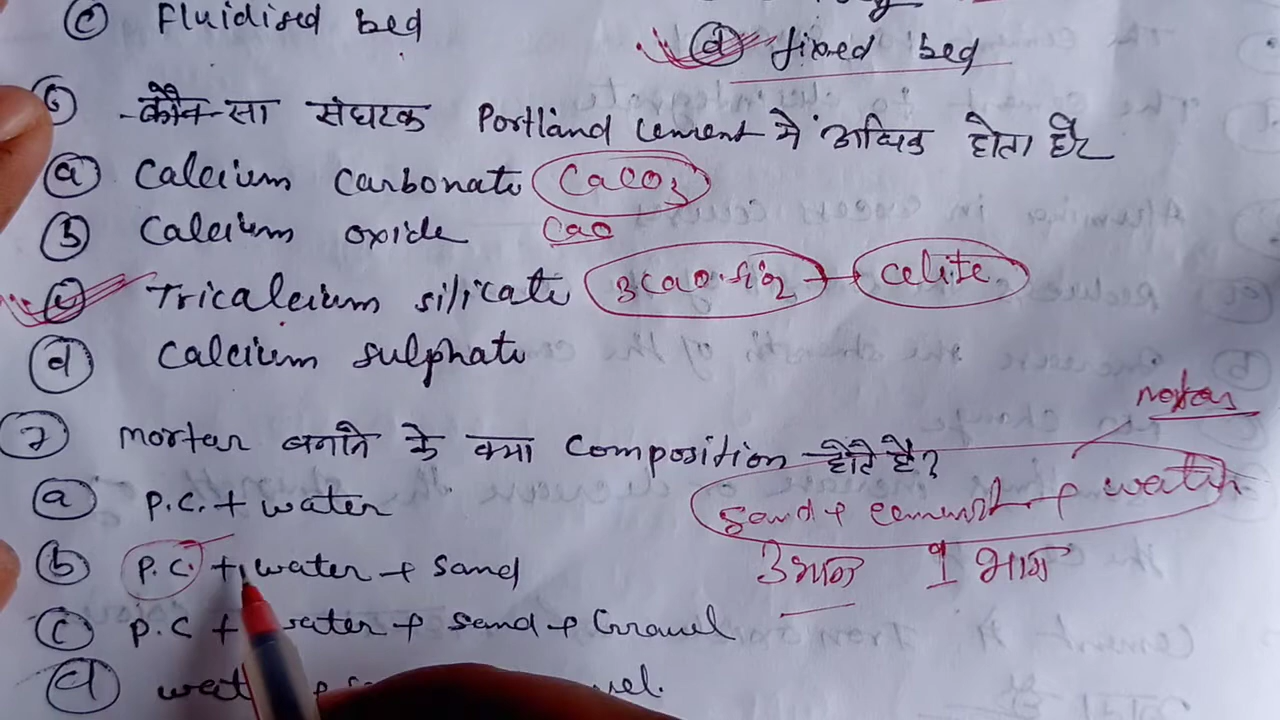 (c) Fluidised bed
(d) fixed bed
(6) कौन-सा संघटक Portland cement में अधिक होता है
(a) Calcium Carbonate CaCO3
(b) Calcium oxide CaO
(c) Tricalcium silicate 3CaO.SiO2 → Celite
(d) Calcium sulphate
mortar
(7) mortar बनाने के क्या Composition होते है?
(a) P.C. + water
sand + cement + water
(b) P.C. + water + sand
3 भाग 1 भाग
(c) P.C + water + sand + Gravel
(d)